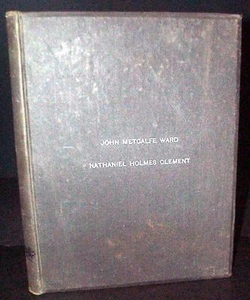 JOHN METCALFE WARD
NATHANIEL HOLMES CLEMENT